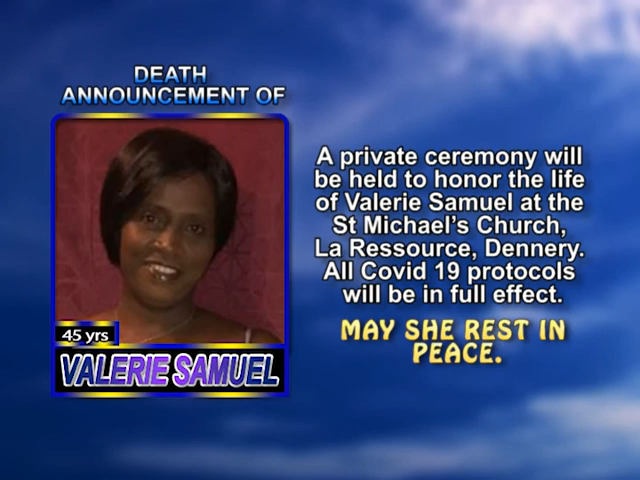 DEATH
ANNOUNCEMENT OF
45 yrs
VALERIE SAMUEL
A private ceremony will
be held to honor the life
of Valerie Samuel at the
St Michael's Church,
La Ressource, Dennery.
All Covid 19 protocols
will be in full effect.
MAY SHE REST IN
PEACE.